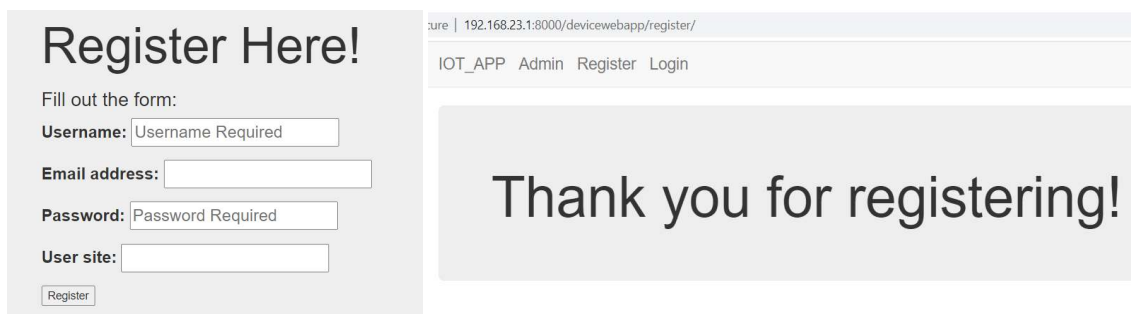 Register Here!
Fill out the form:
Username: Username Required
Email address:
Password: Password Required
User site:
Register
ure | 192.168.23.1:8000/devicewebapp/register/
IOT_APP Admin Register Login
Thank you for registering!